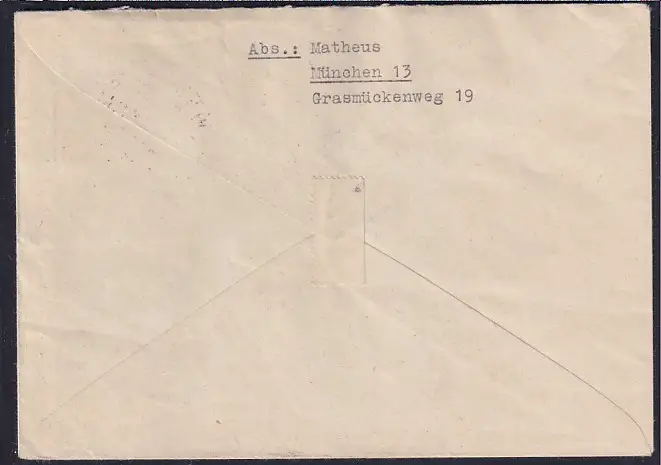 Abs.: Matheus
München 13
Grasmückenweg 19